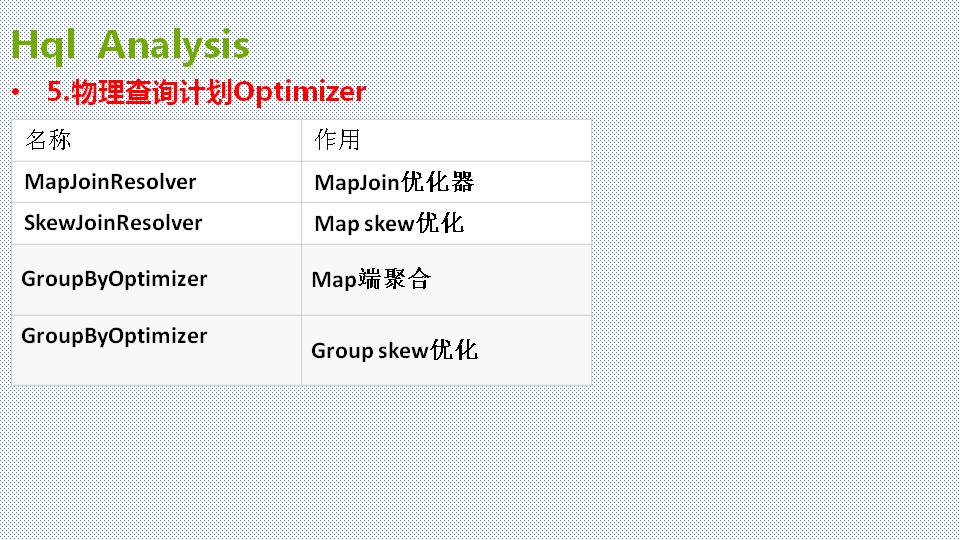 Hql Analysis
• 5.物理查询计划Optimizer
名称 作用
MapJoinResolver MapJoin优化器
SkewJoinResolver Map skew优化
GroupByOptimizer Map端聚合
GroupByOptimizer Group skew优化